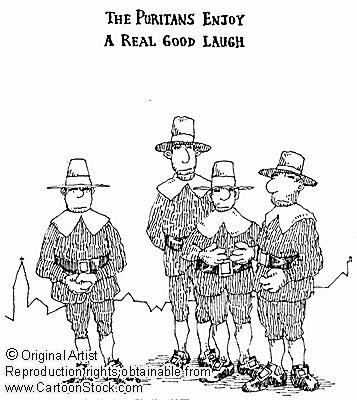 The Puritans Enjoy
A Real Good Laugh
© Original Artist
Reproduction rights obtainable from
www.CartoonStock.com